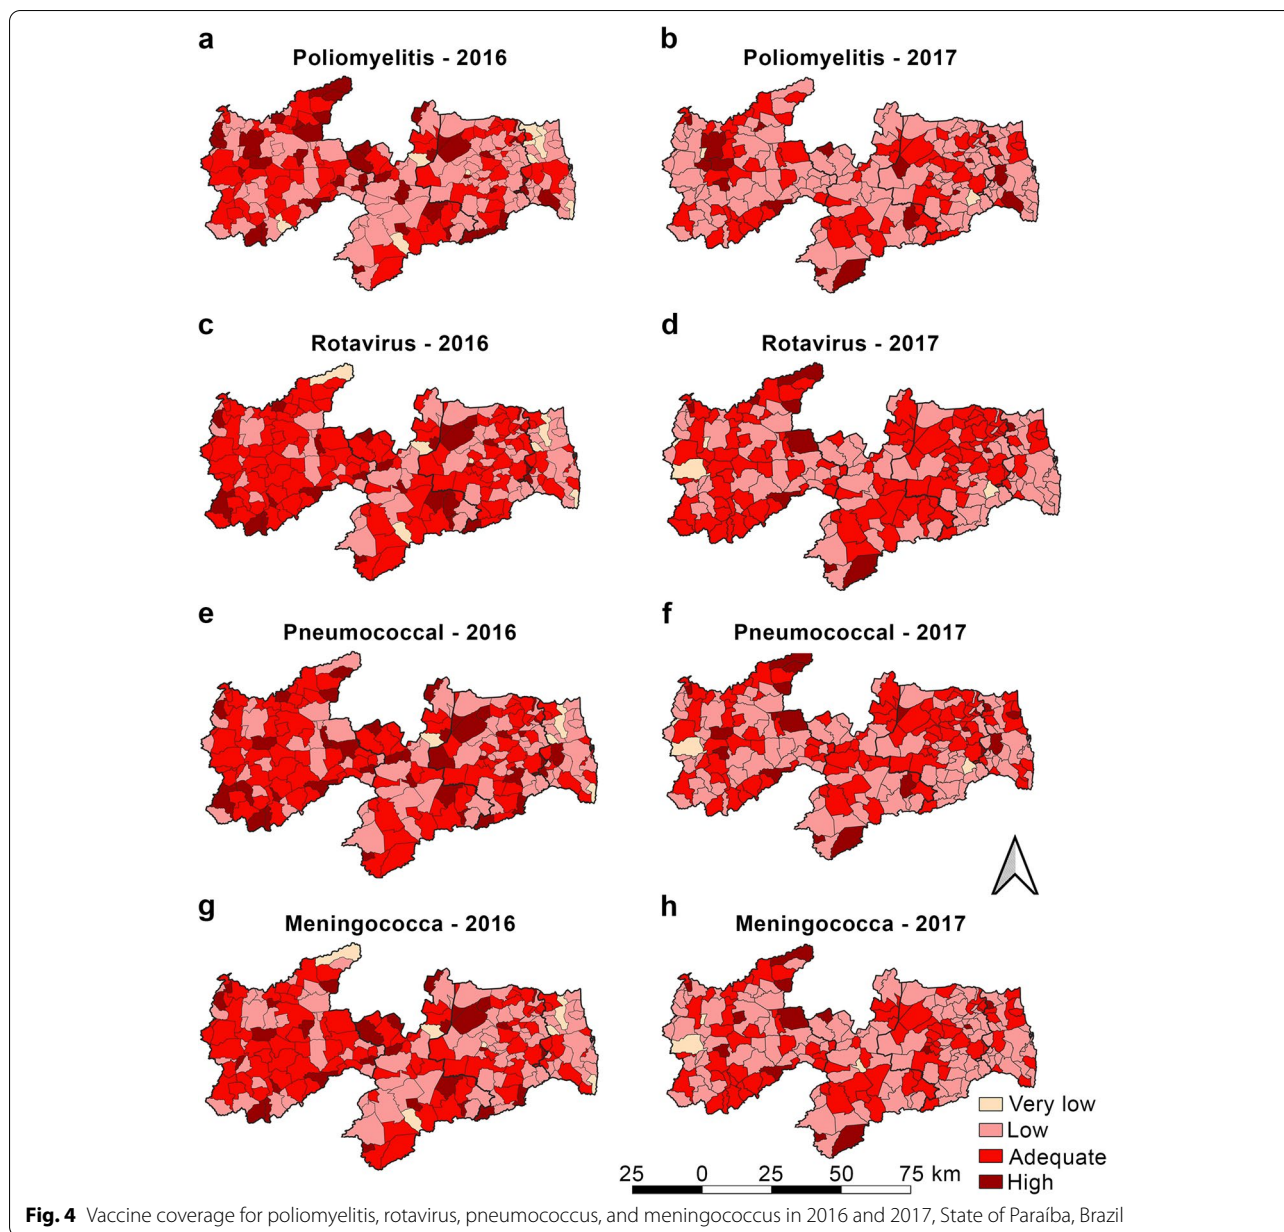 a
Poliomyelitis - 2016
b
Poliomyelitis - 2017
c
Rotavirus - 2016
d
Rotavirus - 2017
e
Pneumococcal - 2016
f
Pneumococcal - 2017
g
Meningococca - 2016
h
Meningococca - 2017
Very low
Low
Adequate
High
25 0 25 50 75 km
Fig. 4 Vaccine coverage for poliomyelitis, rotavirus, pneumococcus, and meningococcus in 2016 and 2017, State of Paraíba, Brazil